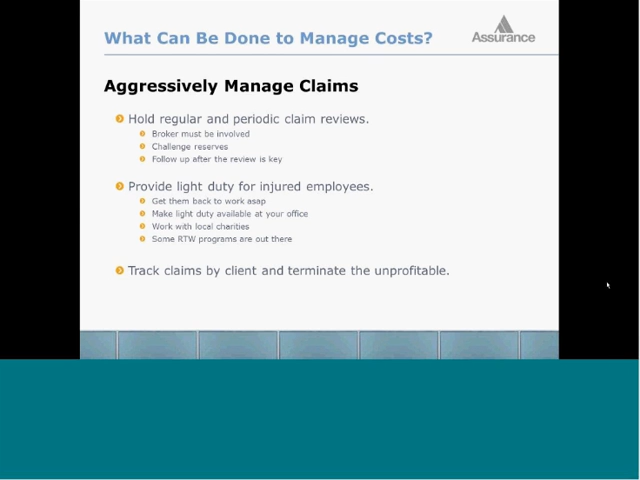 What Can Be Done to Manage Costs?
Assurance
Aggressively Manage Claims
Hold regular and periodic claim reviews.
Broker must be involved
Challenge reserves
Follow up after the review is key
Provide light duty for injured employees.
Get them back to work asap
Make light duty available at your office
Work with local charities
Some RTW programs are out there
Track claims by client and terminate the unprofitable.